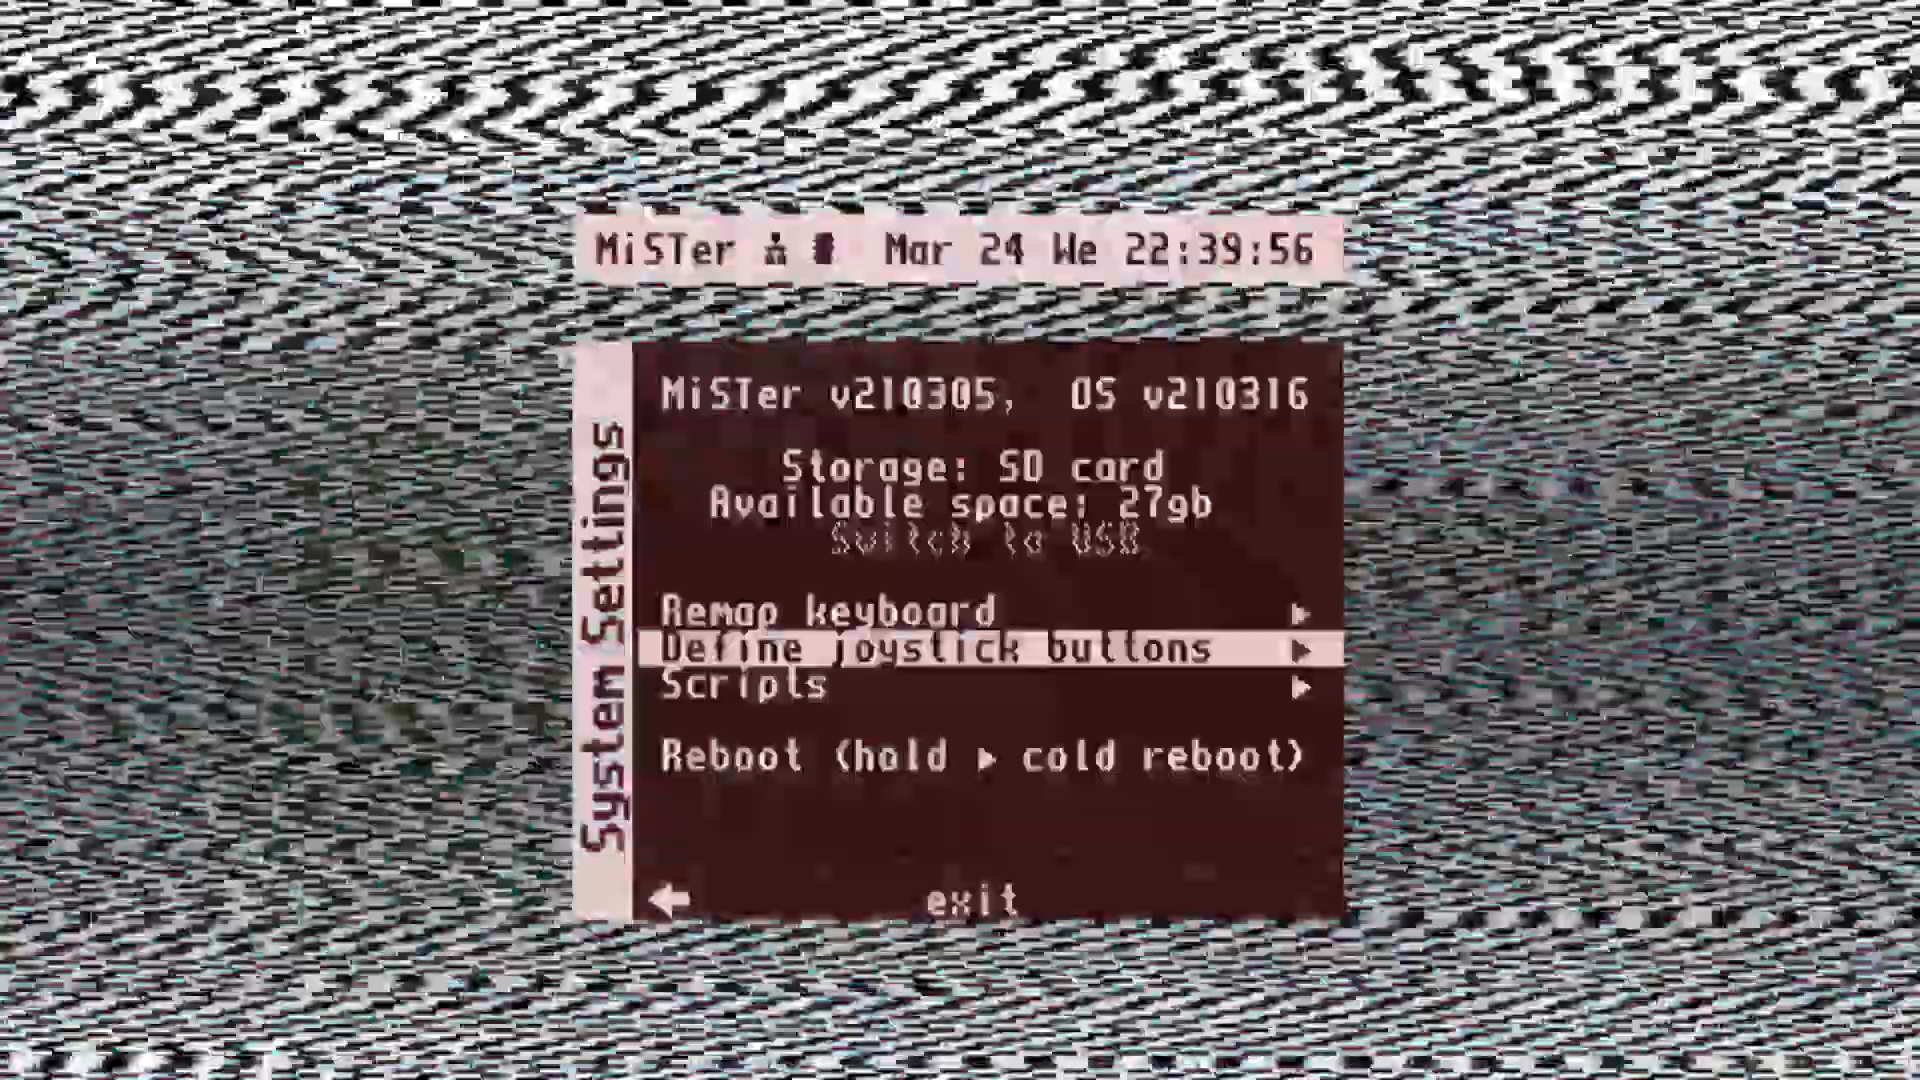 MiSTer Mar 24 We 22:39:56
System Settings
MiSTer v210305, OS v210316
Storage: SD card
Available space: 27gb
Switch to USB
Remap keyboard
Define joystick buttons
Scripts
Reboot (hold ► cold reboot)
exit